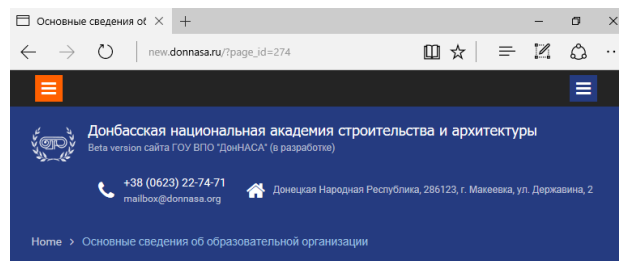 Основные сведения об
new.donnasa.ru/?page_id=274
Донбасская национальная академия строительства и архитектуры
Beta version сайта ГОУ ВПО "ДонНАСА" (в разработке)
+38 (0623) 22-74-71
mailbox@donnasa.org
Донецкая Народная Республика, 286123, г. Макеевка, ул. Державина, 2
Home > Основные сведения об образовательной организации